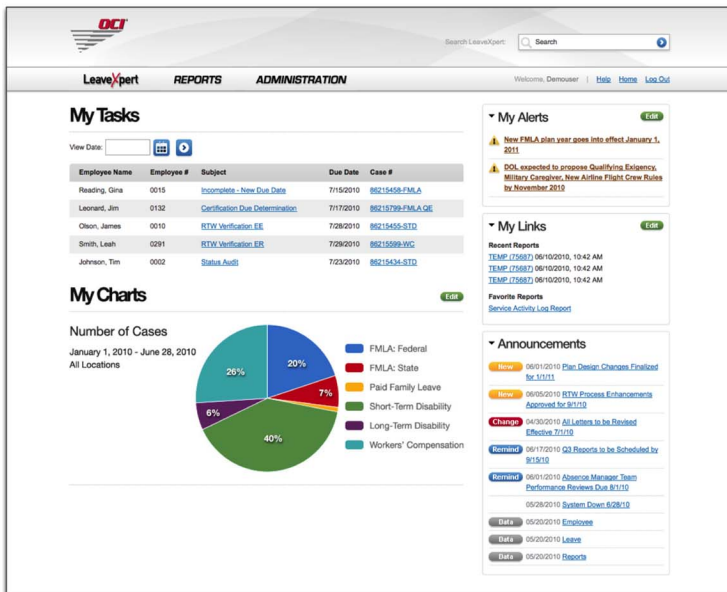 OCI
Search LeaveXpert:
Search
LeaveXpert REPORTS ADMINISTRATION
Welcome, Demouser | Help Home Log Out
My Tasks
View Date:
Employee Name Employee # Subject Due Date Case #
Reading, Gina 0015 Incomplete - New Due Date 7/15/2010 86215458-FMLA
Leonard, Jim 0132 Certification Due Determination 7/17/2010 86215799-FMLA QE
Olson, James 0010 RTW Verification EE 7/28/2010 86215455-STD
Smith, Leah 0291 RTW Verification ER 7/29/2010 86215599-WC
Johnson, Tim 0002 Status Audit 7/23/2010 86215434-STD
My Charts
Edit
Number of Cases
January 1, 2010 - June 28, 2010
All Locations
20%
7%
40%
6%
26%
FMLA: Federal
FMLA: State
Paid Family Leave
Short-Term Disability
Long-Term Disability
Workers' Compensation
My Alerts
Edit
New FMLA plan year goes into effect January 1,
2011
DOL expected to propose Qualifying Exigency,
Military Caregiver, New Airline Flight Crew Rules
by November 2010
My Links
Edit
Recent Reports
TEMP (75687) 06/10/2010, 10:42 AM
TEMP (75687) 06/10/2010, 10:42 AM
TEMP (75687) 06/10/2010, 10:42 AM
Favorite Reports
Service Activity Log Report
Announcements
New 06/01/2010 Plan Design Changes Finalized
for 1/1/11
New 06/05/2010 RTW Process Enhancements
Approved for 9/1/10
Change 04/30/2010 All Letters to be Revised
Effective 7/1/10
Remind 06/17/2010 Q3 Reports to be Scheduled by
9/15/10
Remind 06/01/2010 Absence Manager Team
Performance Reviews Due 8/1/10
05/28/2010 System Down 6/28/10
Data 05/20/2010 Employee
Data 05/20/2010 Leave
Data 05/20/2010 Reports